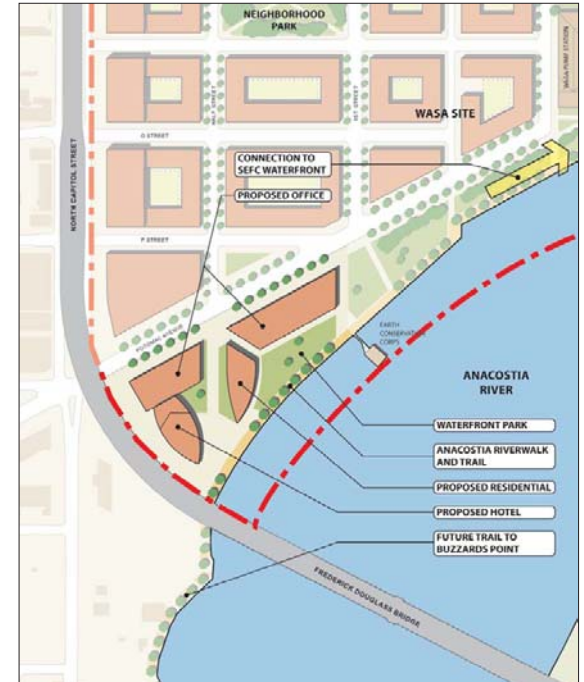 NEIGHBORHOOD
PARK
HALF STREET
1ST STREET
WASA PUMP STATION
WASA SITE
O STREET
NORTH CAPITOL STREET
CONNECTION TO
SEFC WATERFRONT
PROPOSED OFFICE
P STREET
POTOMAC AVENUE
EARTH
CONSERVATION
CORPS
ANACOSTIA
RIVER
WATERFRONT PARK
ANACOSTIA RIVERWALK
AND TRAIL
PROPOSED RESIDENTIAL
PROPOSED HOTEL
FUTURE TRAIL TO
BUZZARDS POINT
FREDERICK DOUGLASS BRIDGE